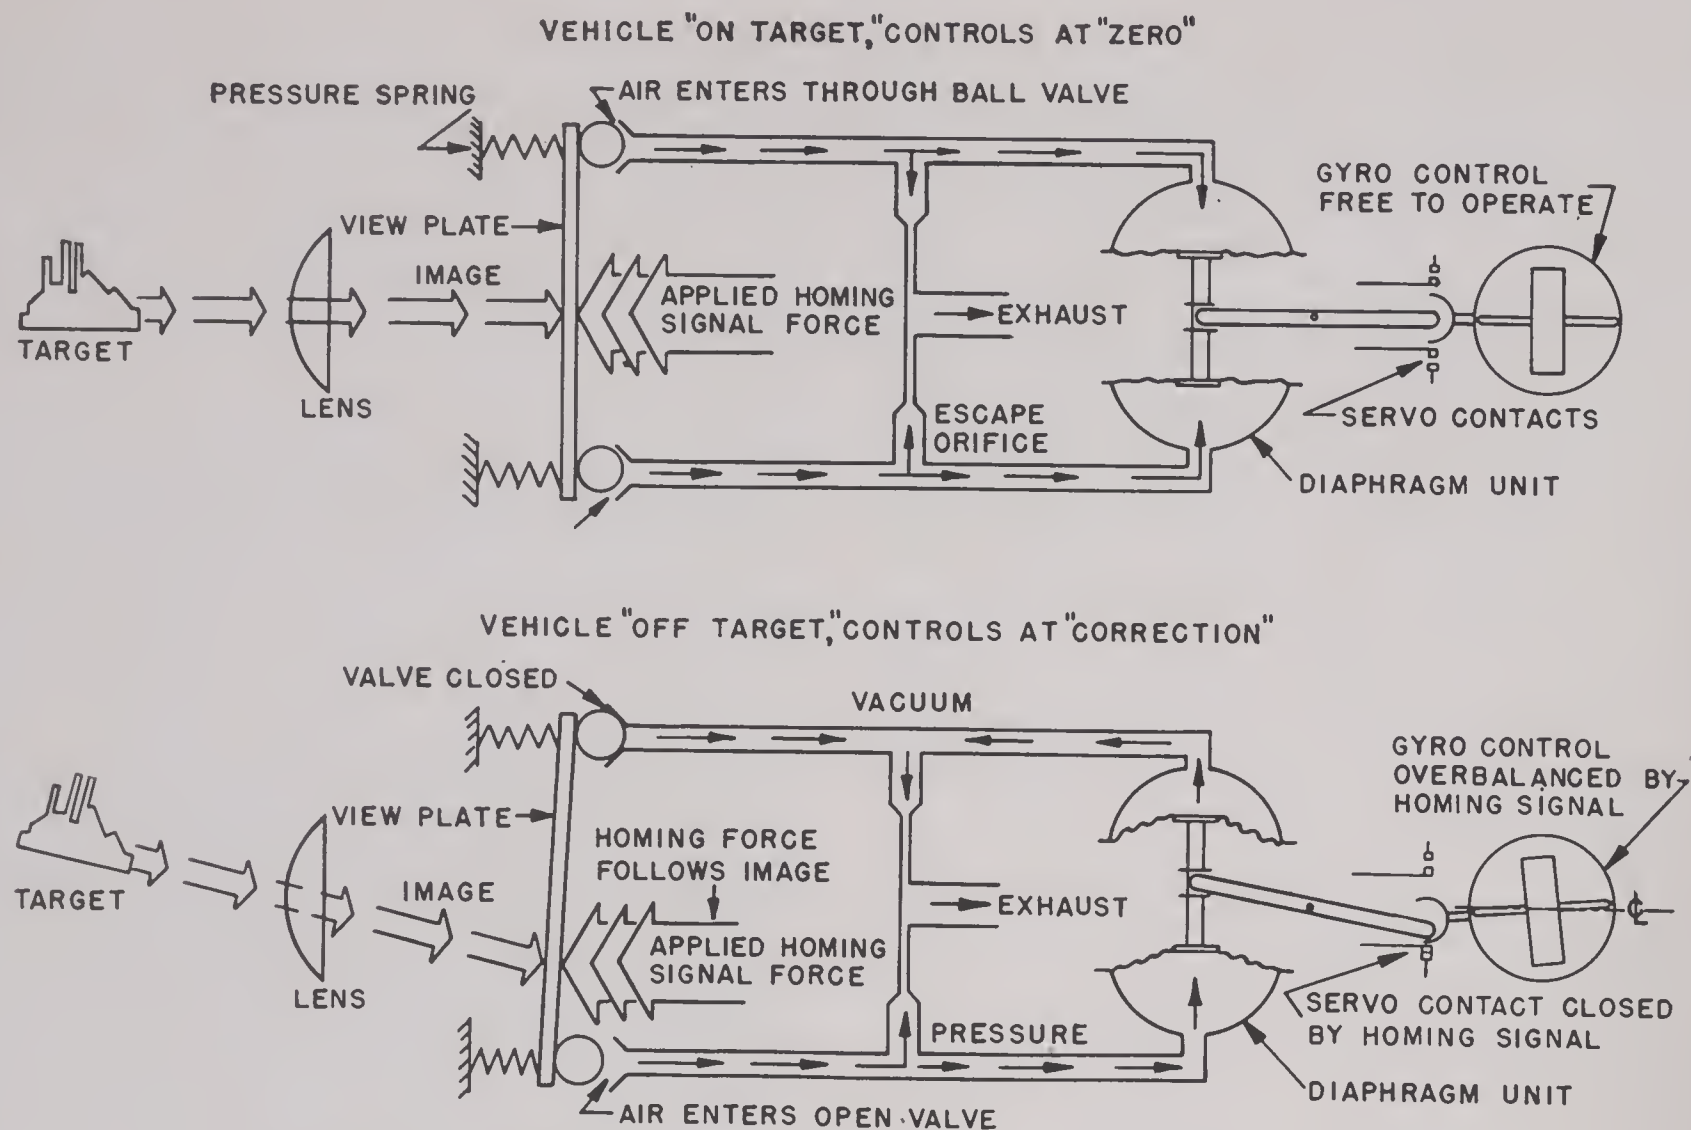 VEHICLE "ON TARGET," CONTROLS AT "ZERO"
PRESSURE SPRING
AIR ENTERS THROUGH BALL VALVE
GYRO CONTROL
FREE TO OPERATE
VIEW PLATE
IMAGE
APPLIED HOMING
SIGNAL FORCE
EXHAUST
TARGET
LENS
ESCAPE
ORIFICE
SERVO CONTACTS
DIAPHRAGM UNIT
VEHICLE "OFF TARGET," CONTROLS AT "CORRECTION"
VALVE CLOSED
VACUUM
GYRO CONTROL
OVERBALANCED BY
HOMING SIGNAL
VIEW PLATE
HOMING FORCE
FOLLOWS IMAGE
TARGET
IMAGE
EXHAUST
℄
APPLIED HOMING
SIGNAL FORCE
LENS
SERVO CONTACT CLOSED
BY HOMING SIGNAL
PRESSURE
DIAPHRAGM UNIT
AIR ENTERS OPEN VALVE